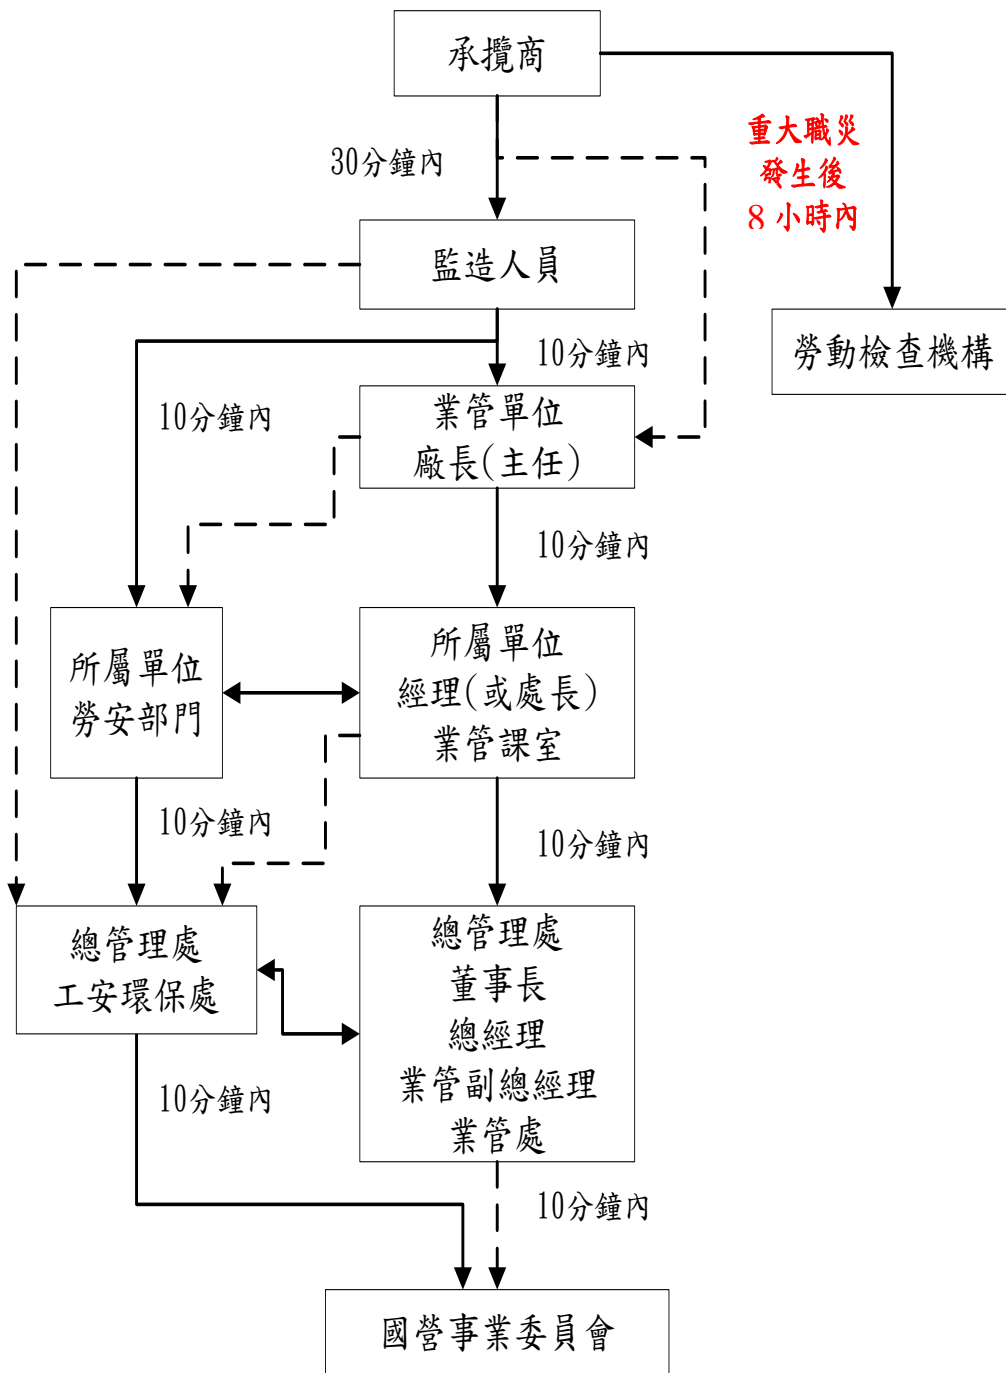 承攬商
重大職災
發生後
8 小時內
30分鐘內
監造人員
勞動檢查機構
10分鐘內
10分鐘內
業管單位
廠長(主任)
10分鐘內
所屬單位
勞安部門
所屬單位
經理(或處長)
業管課室
10分鐘內
10分鐘內
總管理處
工安環保處
總管理處
董事長
總經理
業管副總經理
業管處
10分鐘內
10分鐘內
國營事業委員會